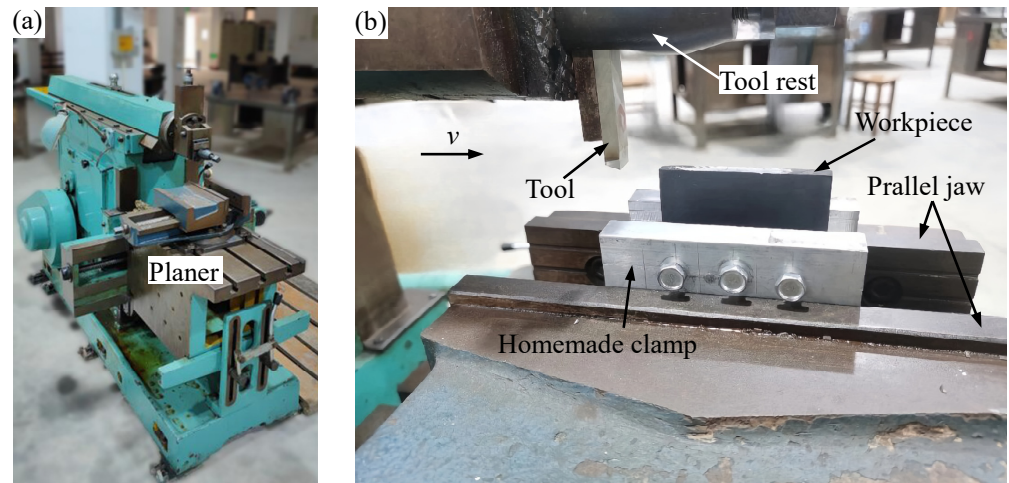 (a)
(b)
Tool rest
v
Workpiece
Tool
Prallel jaw
Planer
Homemade clamp